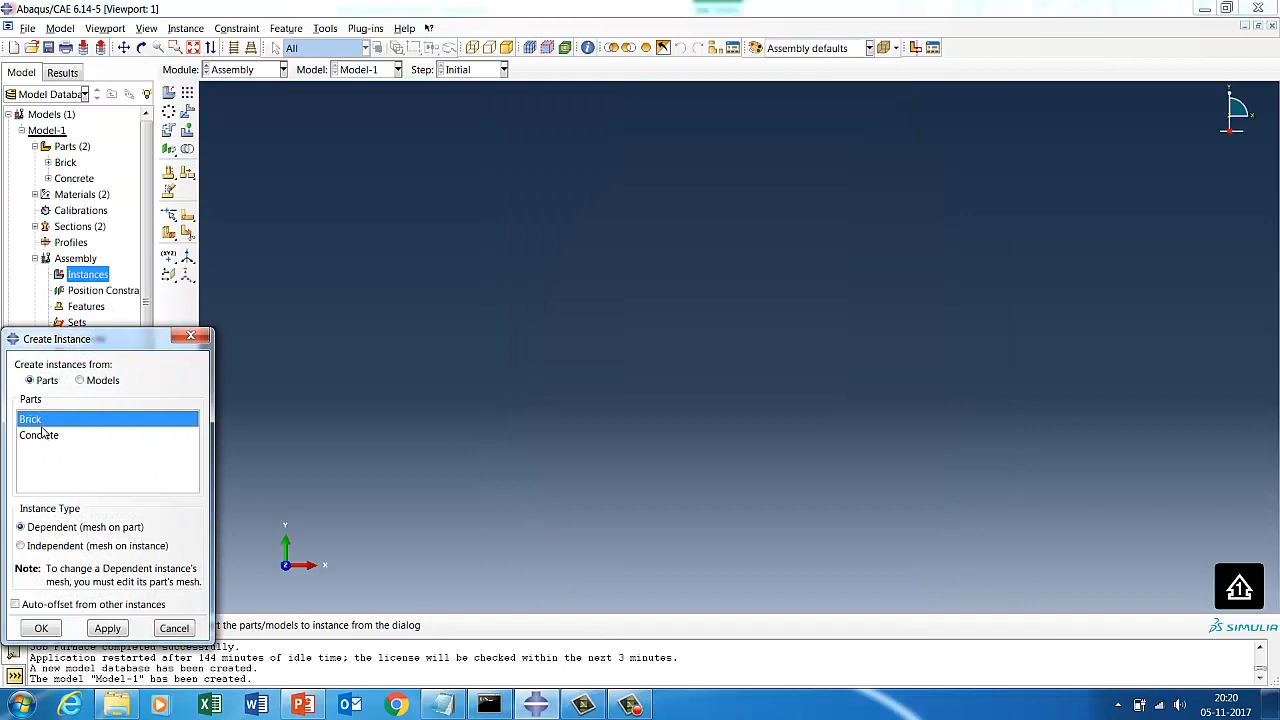 Abaqus/CAE 6.14-5 [Viewport: 1]
File Model Viewport View Instance Constraint Feature Tools Plug-ins Help
All Assembly defaults
Model Results Module: Assembly Model: Model-1 Step: Initial
Model Databa
Models (1)
Model-1
Parts (2)
Brick
Concrete
Materials (2)
Calibrations
Sections (2)
Profiles
Assembly
Instances
Position Constra
Features
Sets
Create Instance
Create instances from:
Parts Models
Parts
Brick
Concrete
Instance Type
Dependent (mesh on part)
Independent (mesh on instance)
Note: To change a Dependent instance's
mesh, you must edit its part's mesh.
Auto-offset from other instances
OK Apply Cancel
Y
X
Z
Y
X
1
t the parts/models to instance from the dialog
SIMULIA
Job Furnace completed successfully.
Application restarted after 144 minutes of idle time; the license will be checked within the next 3 minutes.
A new model database has been created.
The model "Model-1" has been created.
20:20
05-11-2017